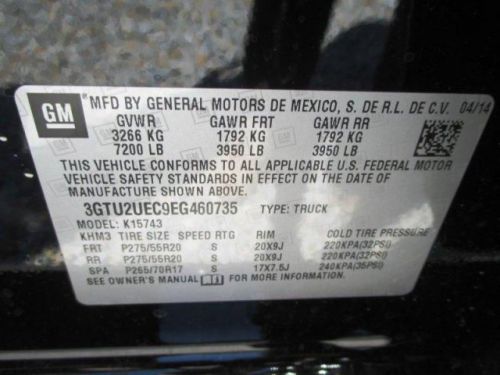 GM MFD BY GENERAL MOTORS DE MEXICO, S. DE R.L. DE C.V. 04/14
GVWR GAWR FRT GAWR RR
3266 KG 1792 KG 1792 KG
7200 LB 3950 LB 3950 LB
THIS VEHICLE CONFORMS TO ALL APPLICABLE U.S. FEDERAL MOTOR
VEHICLE SAFETY STANDARDS IN EFFECT ON THE DATE OF
MANUFACTURE SHOWN ABOVE.
3GTU2UEC9EG460735 TYPE: TRUCK
MODEL: K15743
KHM3 TIRE SIZE SPEED RTG RIM COLD TIRE PRESSURE
FRT P275/55R20 S 20X9J 220KPA(32PSI)
RR P275/55R20 S 20X9J 220KPA(32PSI)
SPA P265/70R17 S 17X7.5J 240KPA(35PSI)
SEE OWNER'S MANUAL FOR MORE INFORMATION